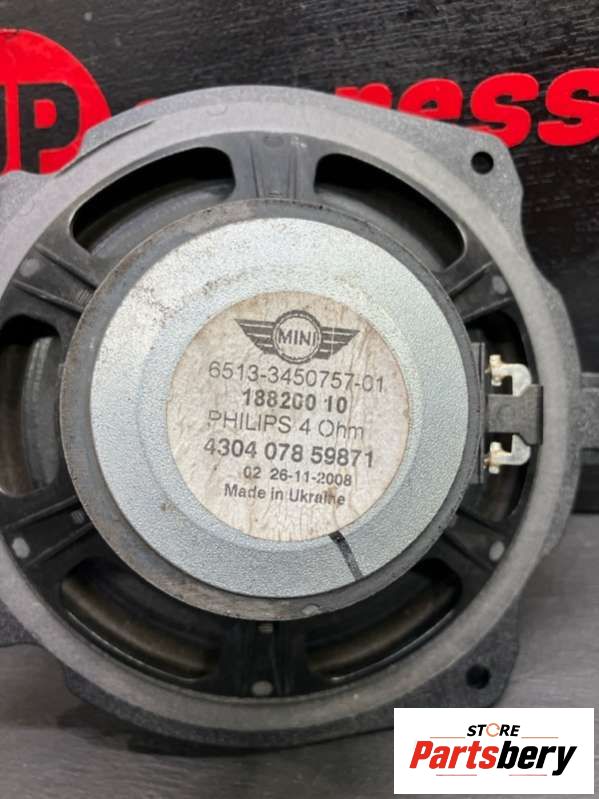 MINI
6513-3450757-01
188200 10
PHILIPS 4 Ohm
4304 078 59871
02 26-11-2008
Made in Ukraine
STORE
Partsbery